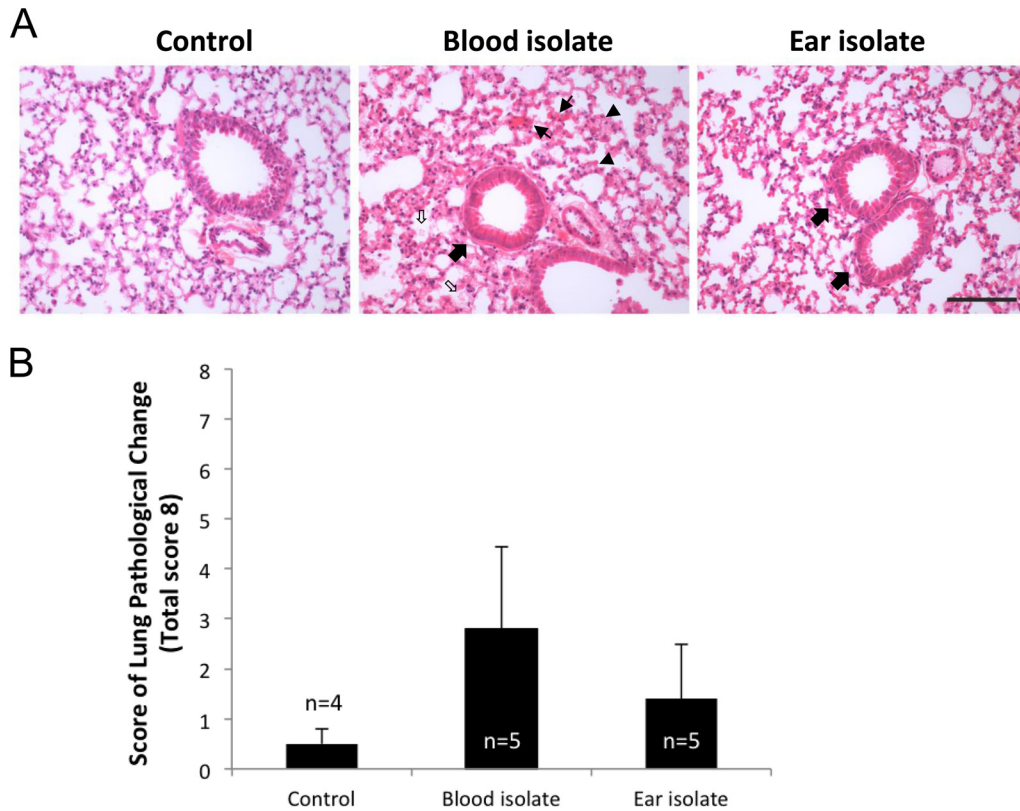 A
Control
Blood isolate
Ear isolate
B
Score of Lung Pathological Change
(Total score 8)
8
7
6
5
4
3
2
1
0
n=4
n=5
n=5
Control
Blood isolate
Ear isolate